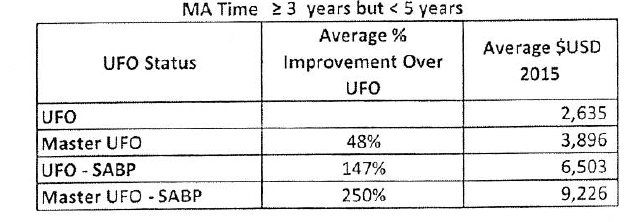 MA Time ≥ 3 years but < 5 years
UFO Status
Average % Improvement Over UFO
Average $USD 2015
UFO 2,635
Master UFO 48% 3,896
UFO - SABP 147% 6,503
Master UFO - SABP 250% 9,226